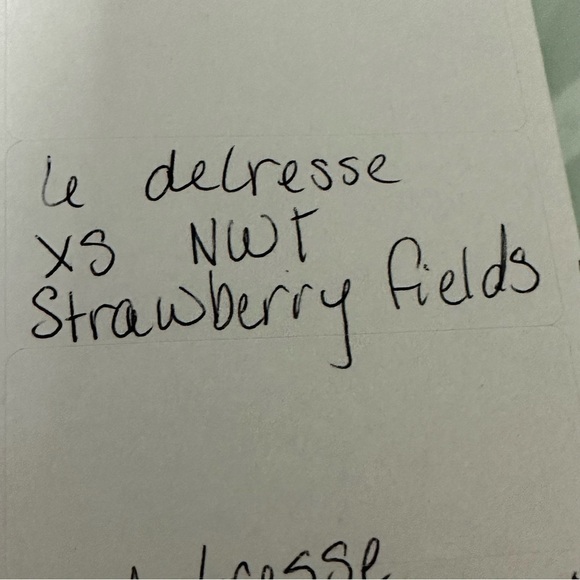 le delresse
XS NWT
Strawberry fields